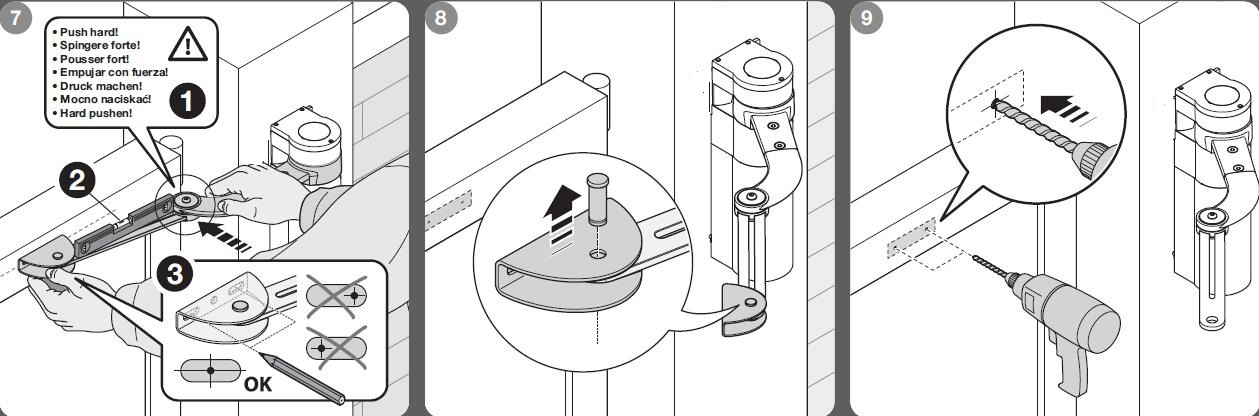 7
• Push hard!
• Spingere forte!
• Pousser fort!
• Empujar con fuerza!
• Druck machen!
• Mocno naciskać!
• Hard pushen!
1
2
3
OK
8
9